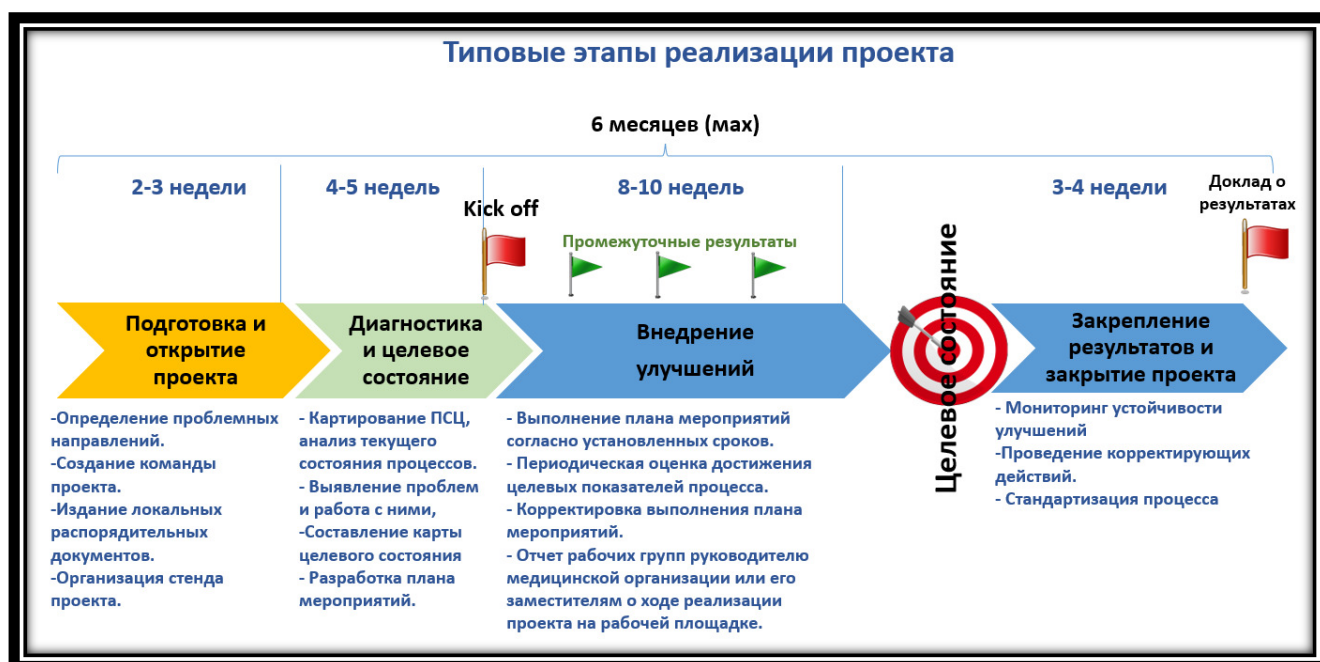 Типовые этапы реализации проекта
6 месяцев (мах)
2-3 недели
4-5 недель
8-10 недель
3-4 недели
Kick off
Промежуточные результаты
Доклад о
результатах
Подготовка и
открытие
проекта
Диагностика
и целевое
состояние
Внедрение
улучшений
Целевое состояние
Закрепление
результатов и
закрытие проекта
-Определение проблемных
направлений.
-Создание команды
проекта.
-Издание локальных
распорядительных
документов.
-Организация стенда
проекта.
- Картирование ПСЦ,
анализ текущего
состояния процессов.
- Выявление проблем
и работа с ними,
-Составление карты
целевого состояния
- Разработка плана
мероприятий.
- Выполнение плана мероприятий
согласно установленных сроков.
- Периодическая оценка достижения
целевых показателей процесса.
- Корректировка выполнения плана
мероприятий.
- Отчет рабочих групп руководителю
медицинской организации или его
заместителям о ходе реализации
проекта на рабочей площадке.
- Мониторинг устойчивости
улучшений
-Проведение корректирующих
действий.
- Стандартизация процесса